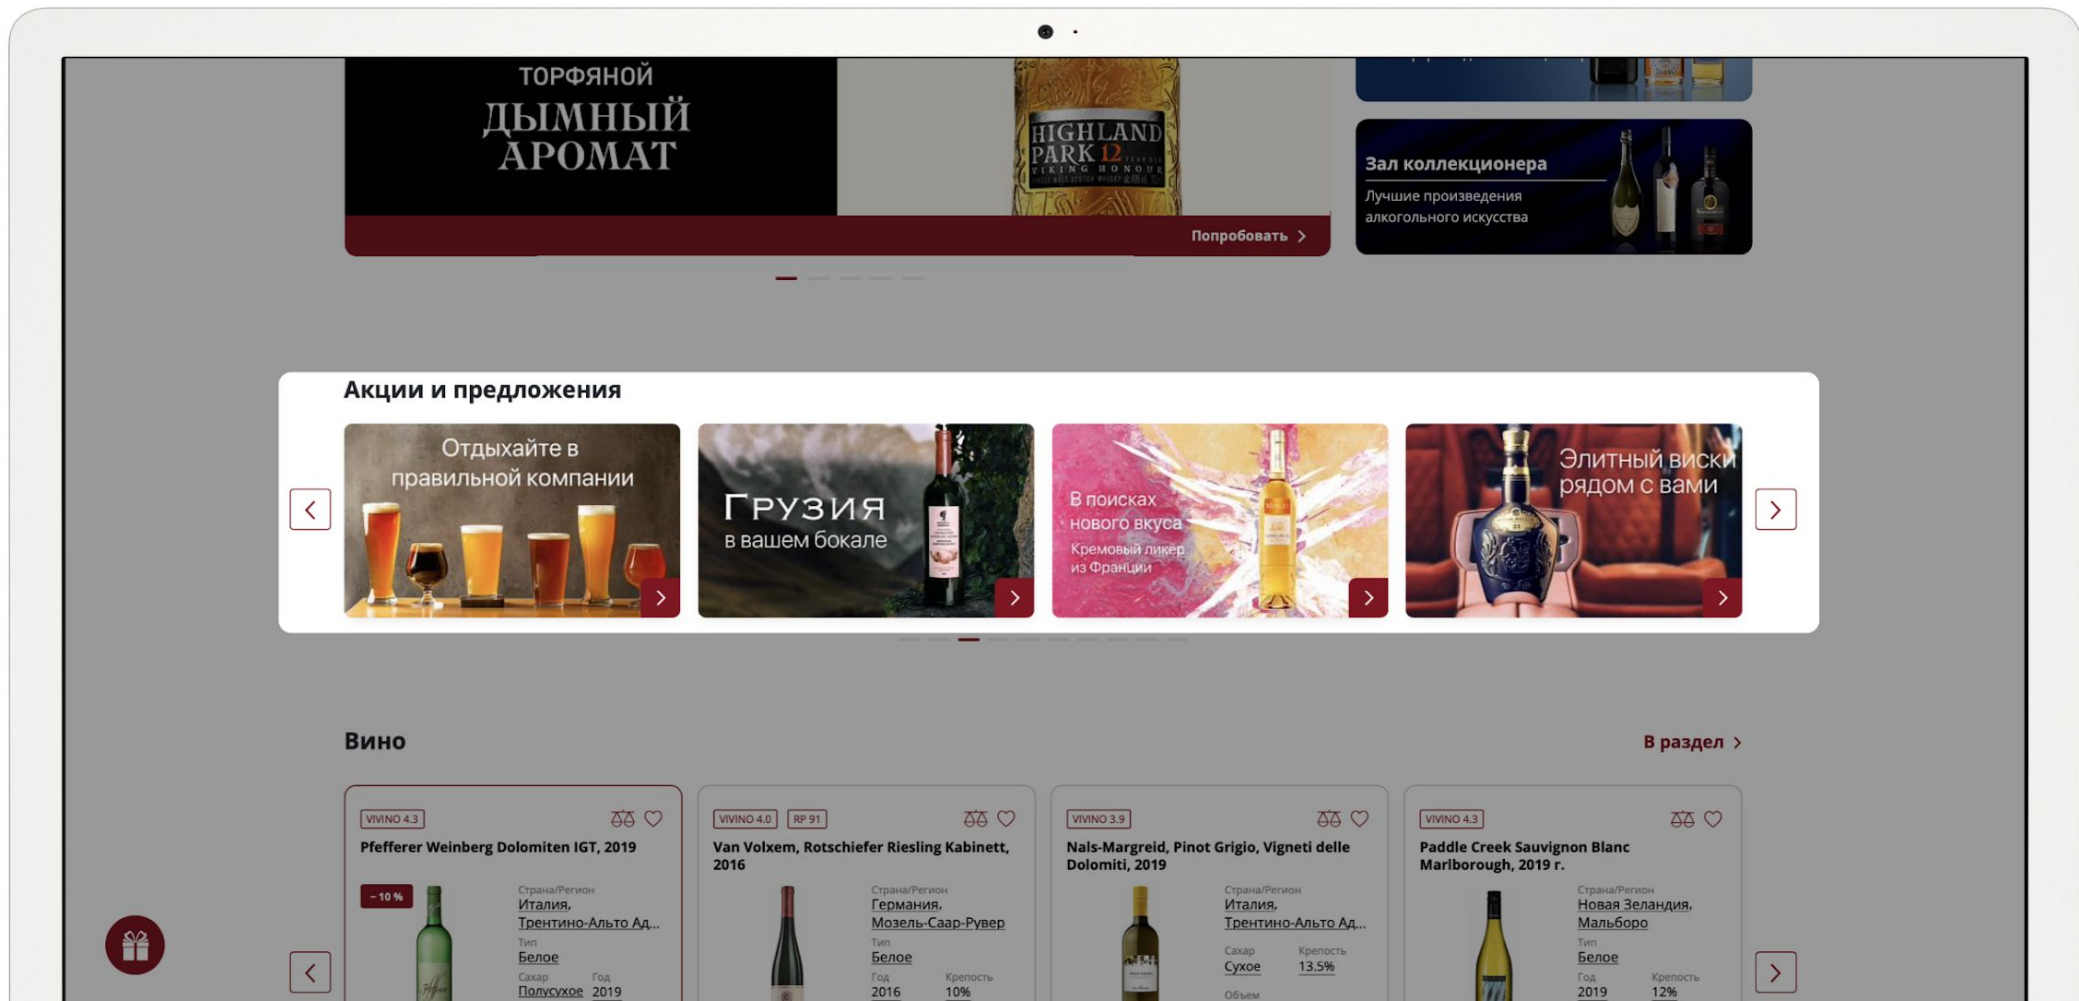 ТОРФЯНОЙ
ДЫМНЫЙ
АРОМАТ
HIGHLAND
PARK 12
VIKING HONOUR
Попробовать
Зал коллекционера
Лучшие произведения
алкогольного искусства
Акции и предложения
Отдыхайте в
правильной компании
ГРУЗИЯ
в вашем бокале
В поисках
нового вкуса
Кремовый ликёр
из Франции
Элитный виски
рядом с вами
Вино
В раздел
VIVINO 4.3
Pfefferer Weinberg Dolomiten IGT, 2019
– 10 %
Страна/Регион
Италия,
Трентино-Альто Ад...
Тип
Белое
Сахар Год
Полусухое 2019
VIVINO 4.0 RP 91
Van Volxem, Rotschiefer Riesling Kabinett,
2016
Страна/Регион
Германия,
Мозель-Саар-Рувер
Тип
Белое
Год Крепость
2016 10%
VIVINO 3.9
Nals-Margreid, Pinot Grigio, Vigneti delle
Dolomiti, 2019
Страна/Регион
Италия,
Трентино-Альто Ад...
Сахар Крепость
Сухое 13.5%
Объем
VIVINO 4.3
Paddle Creek Sauvignon Blanc
Marlborough, 2019 г.
Страна/Регион
Новая Зеландия,
Мальборо
Тип
Белое
Год Крепость
2019 12%